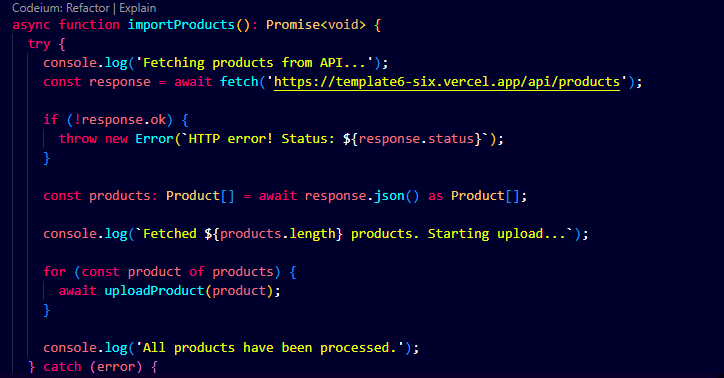 Codeium: Refactor | Explain
async function importProducts(): Promise<void> {
try {
console.log('Fetching products from API...');
const response = await fetch('https://template6-six.vercel.app/api/products');
if (!response.ok) {
throw new Error(`HTTP error! Status: ${response.status}`);
}
const products: Product[] = await response.json() as Product[];
console.log(`Fetched ${products.length} products. Starting upload...`);
for (const product of products) {
await uploadProduct(product);
}
console.log('All products have been processed.');
} catch (error) {